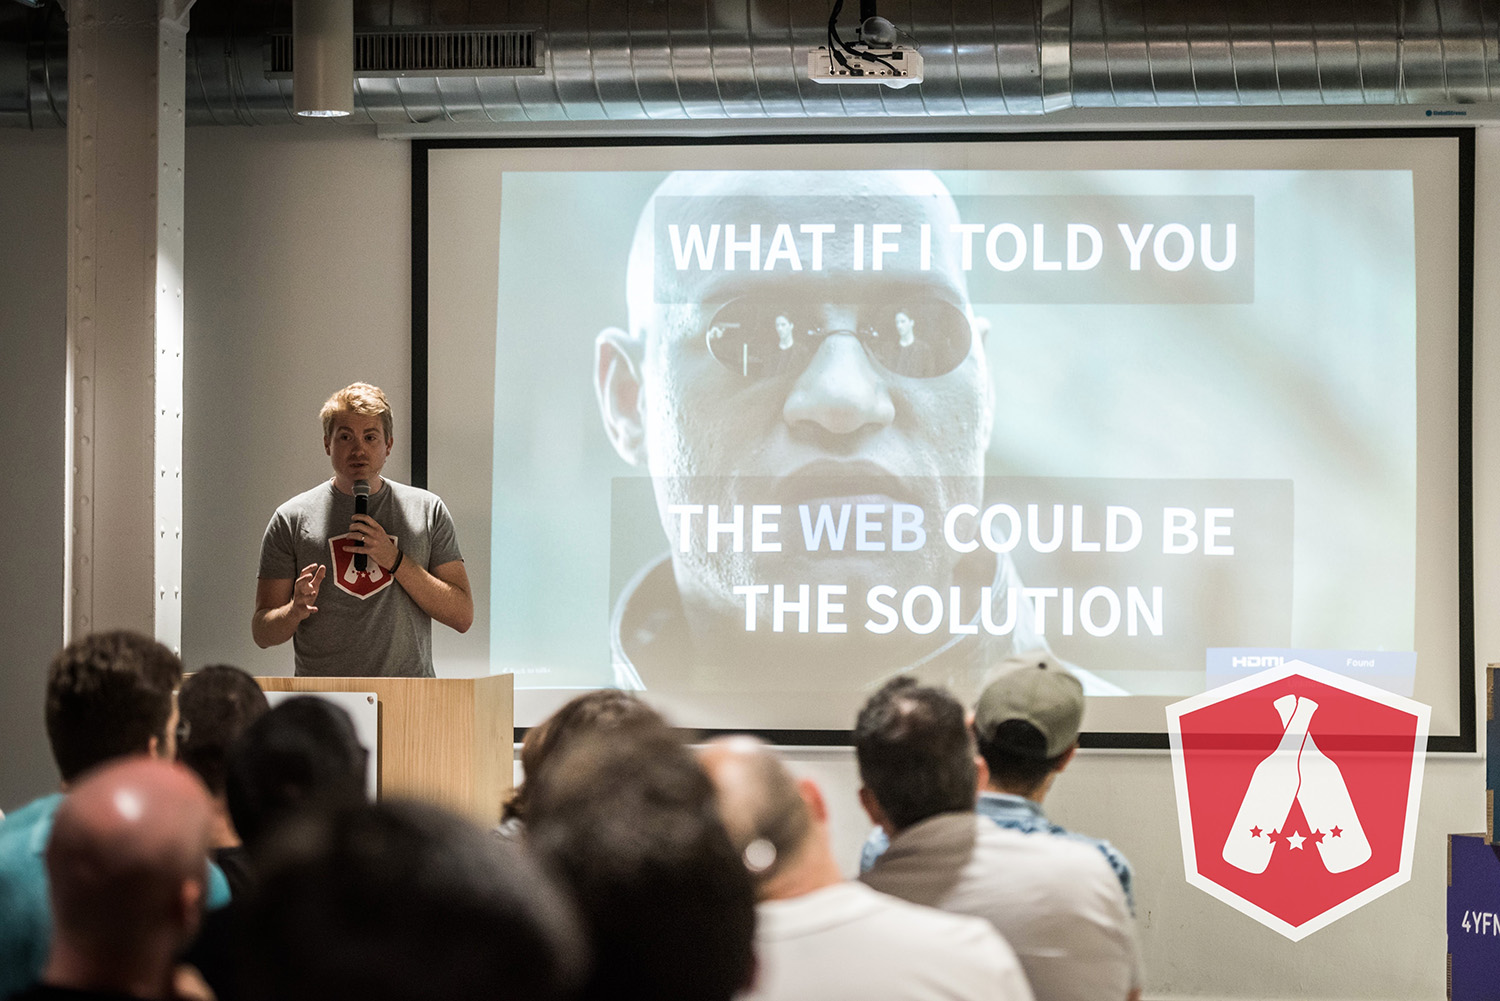 WHAT IF I TOLD YOU
THE WEB COULD BE
THE SOLUTION
HDMI
Found
4YFN